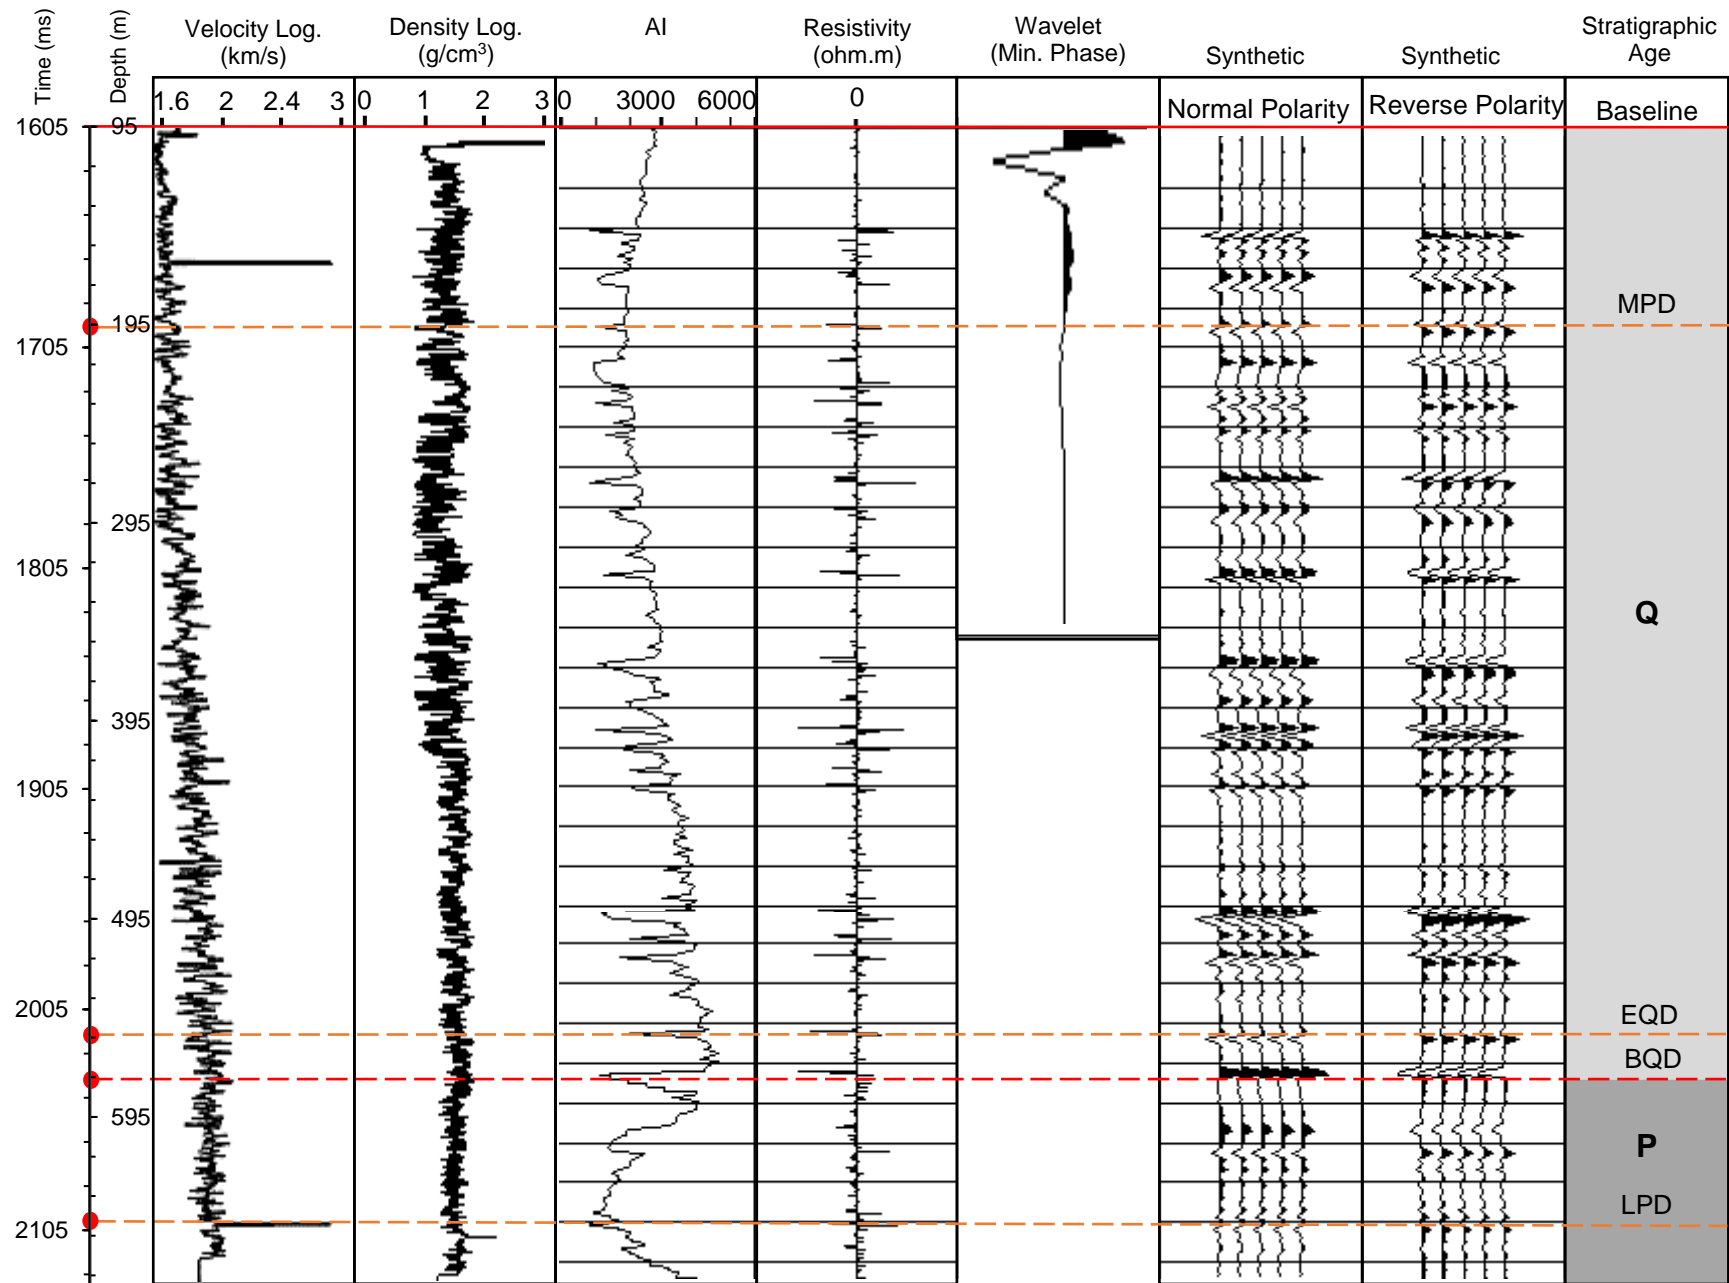 Time (ms)
Depth (m)
Velocity Log.
(km/s)
Density Log.
(g/cm³)
AI
Resistivity
(ohm.m)
Wavelet
(Min. Phase)
Synthetic
Synthetic
Stratigraphic
Age
1.6 2 2.4 3
0 1 2 3
0 3000 6000
0
Normal Polarity
Reverse Polarity
Baseline
1605 95
MPD
195
1705
295
1805
Q
395
1905
495
2005
EQD
BQD
595
P
LPD
2105